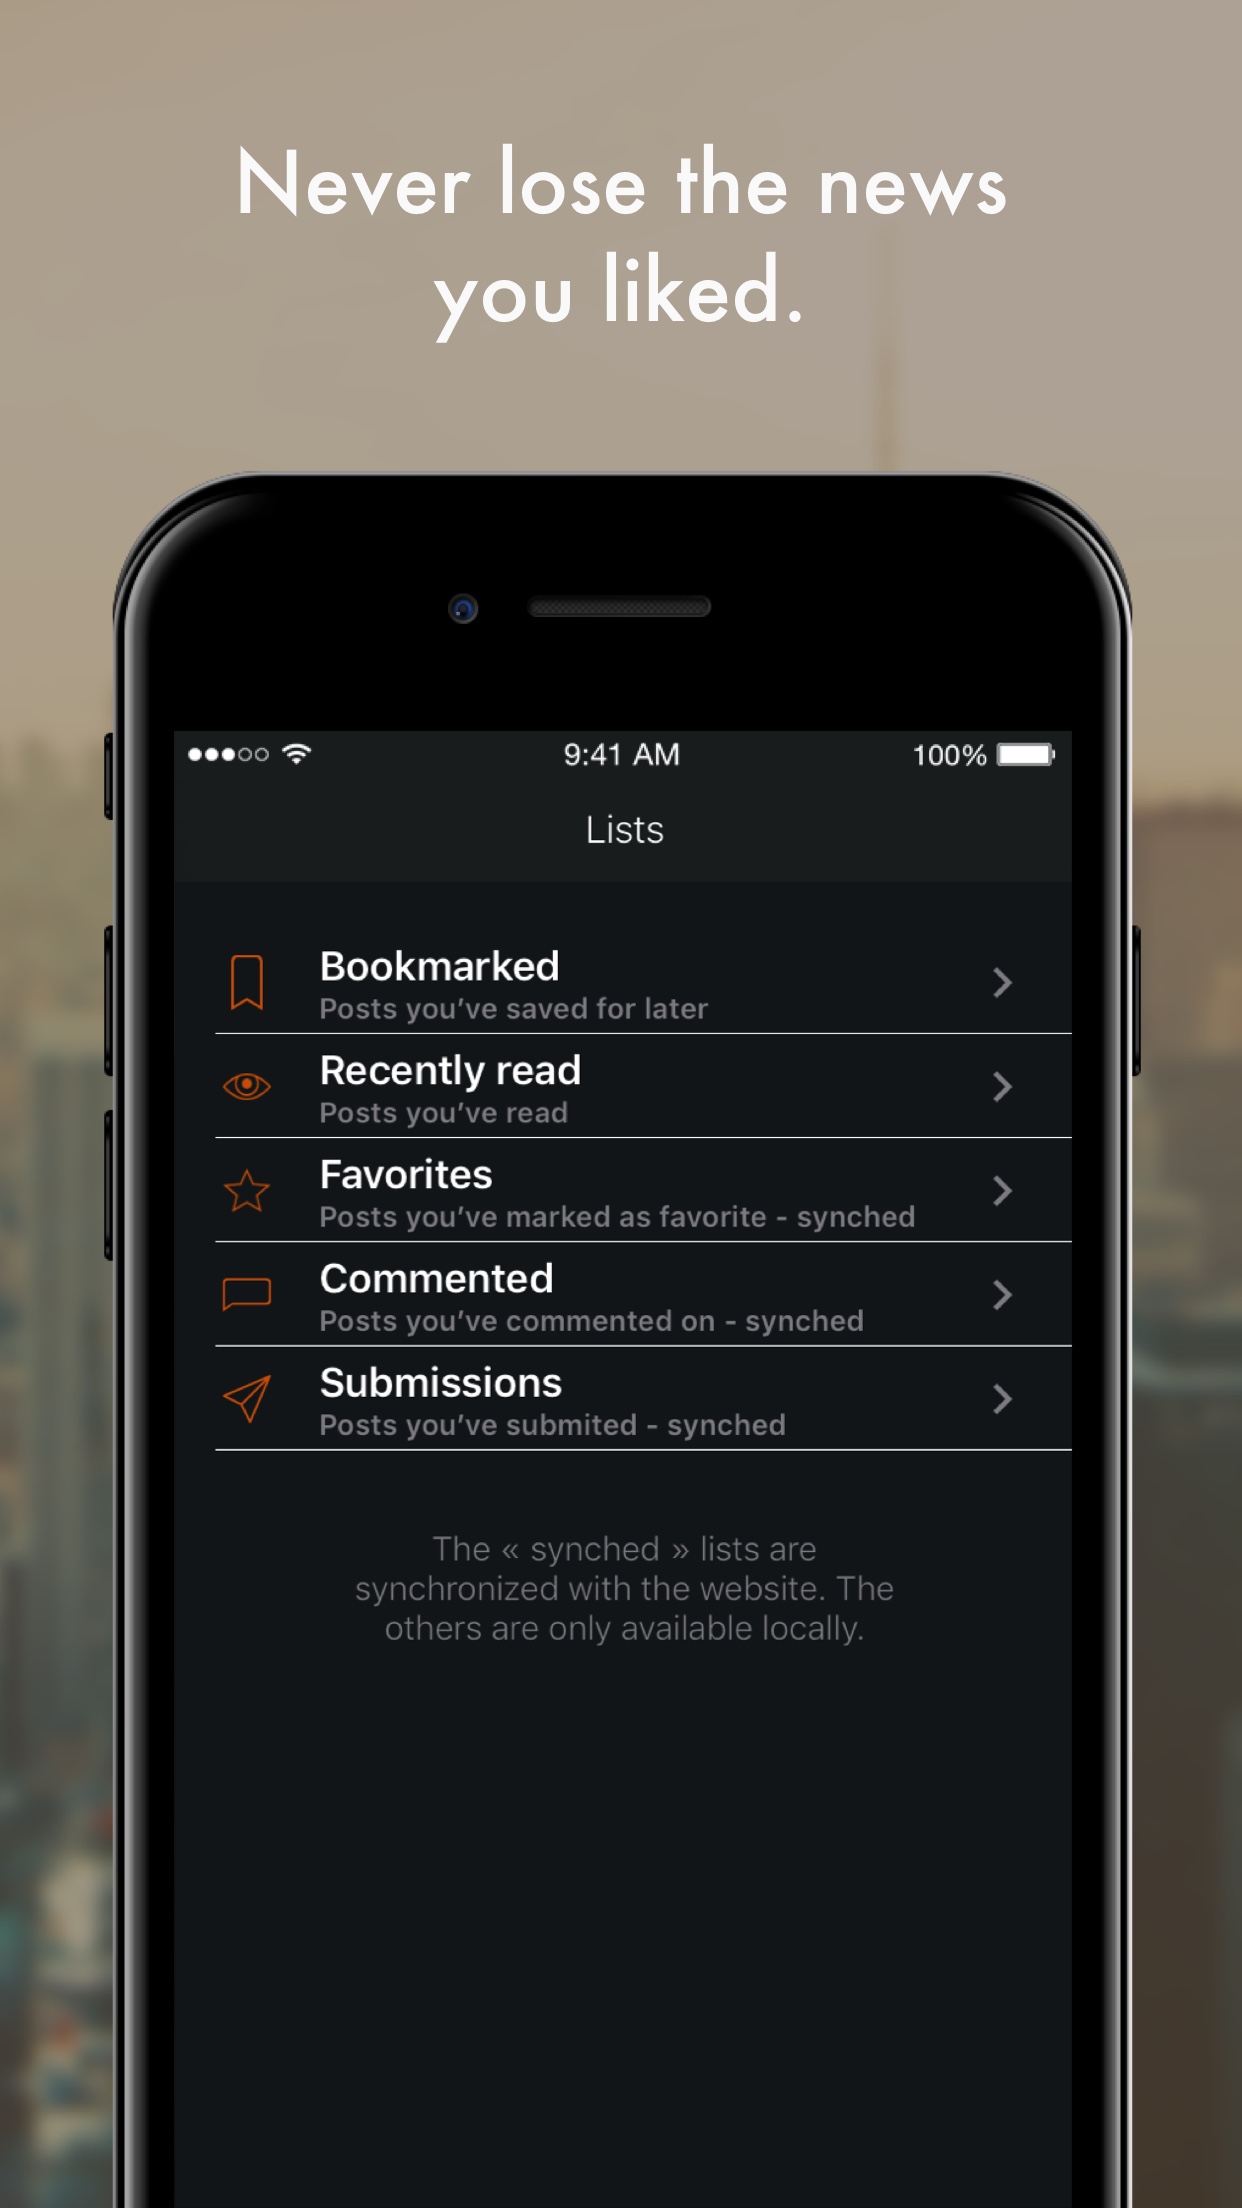 Never lose the news
you liked.
9:41 AM
100%
Lists
Bookmarked
Posts you’ve saved for later
Recently read
Posts you’ve read
Favorites
Posts you’ve marked as favorite - synched
Commented
Posts you’ve commented on - synched
Submissions
Posts you’ve submited - synched
The « synched » lists are
synchronized with the website. The
others are only available locally.